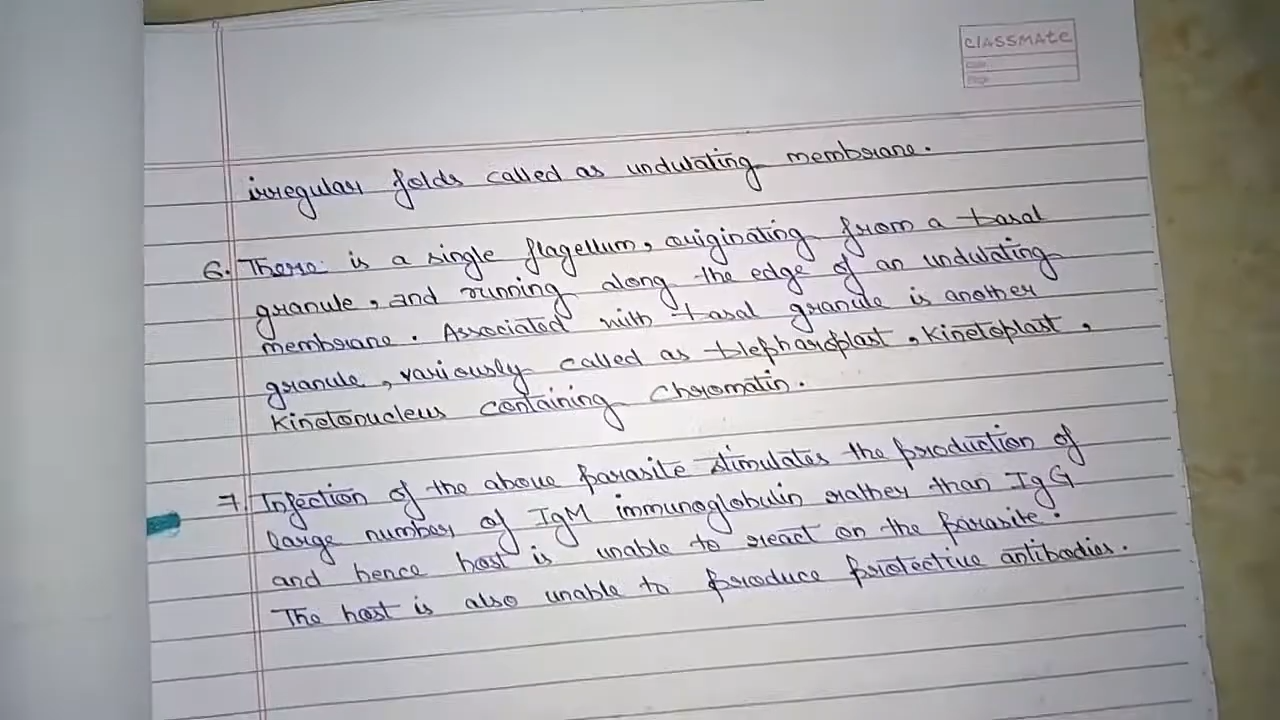 CLASSMATE
Date
Page
irregular folds called as undulating membrane.
6. There is a single flagellum, originating from a basal
granule, and running along the edge of an undulating
membrane. Associated with basal granule is another
granule, variously called as blepharoplast, kinetoplast,
kinetonucleus containing chromatin.
7. Infection of the above parasite stimulates the production of
large number of IgM immunoglobulin rather than IgG
and hence host is unable to react on the parasite.
The host is also unable to produce protective antibodies.